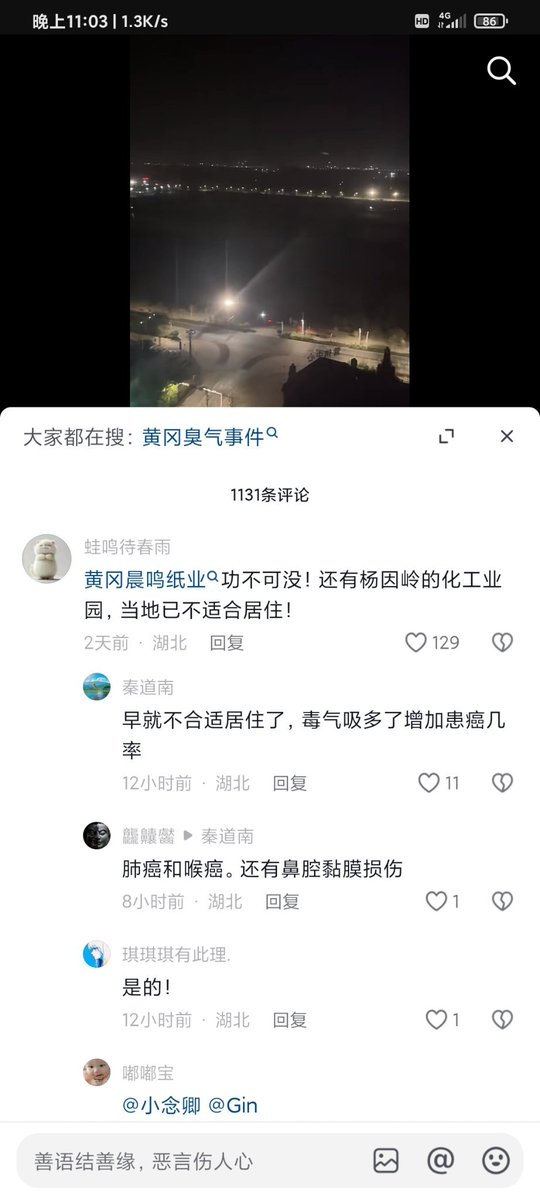 晚上11:03 | 1.3K/s
HD 4G 86
大家都在搜：黄冈臭气事件
1131条评论
蛙鸣待春雨
黄冈晨鸣纸业功不可没！还有杨因岭的化工业
园，当地已不适合居住！
2天前 · 湖北 回复 129
秦道南
早就不合适居住了，毒气吸多了增加患癌几
率
12小时前 · 湖北 回复 11
秦道南
肺癌和喉癌。还有鼻腔黏膜损伤
8小时前 · 湖北 回复 1
琪琪琪有此理.
是的！
12小时前 · 湖北 回复 1
嘟嘟宝
@小念卿 @Gin
善语结善缘，恶言伤人心